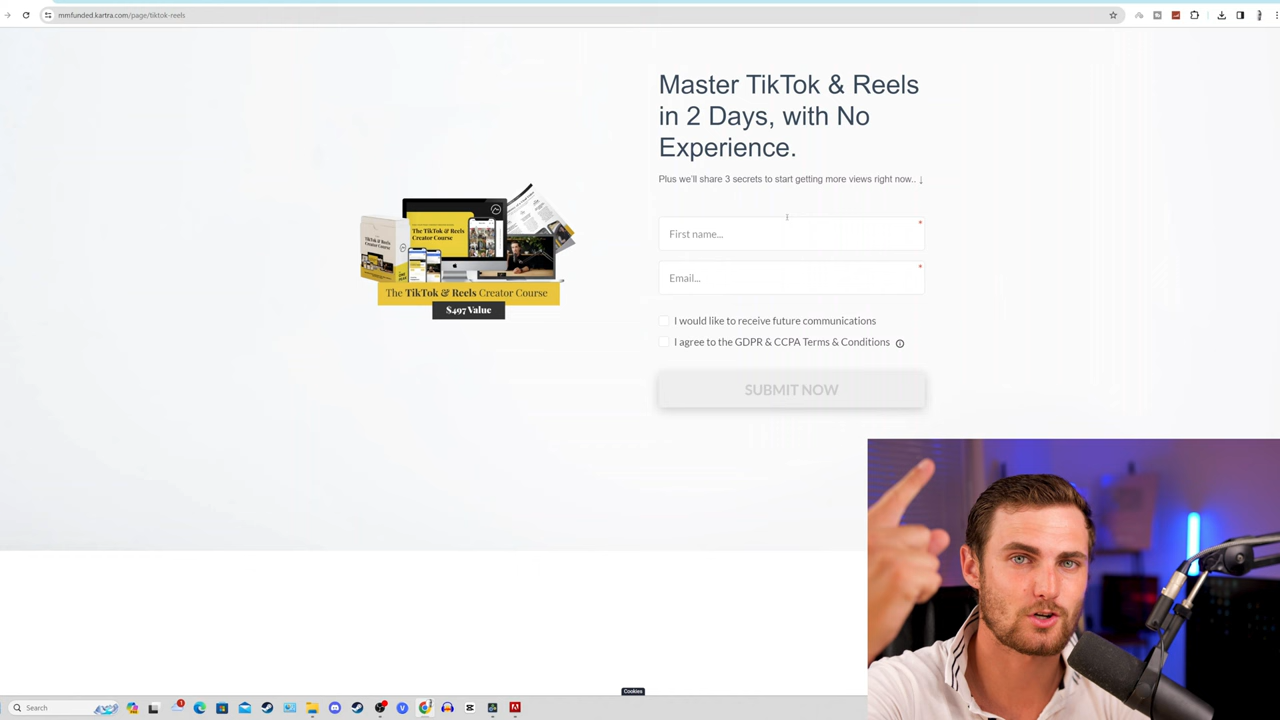 mmfunded.kartra.com/page/tiktok-reels
Master TikTok & Reels
in 2 Days, with No
Experience.
Plus we'll share 3 secrets to start getting more views right now.. ↓
First name...
*
Email...
*
I would like to receive future communications
I agree to the GDPR & CCPA Terms & Conditions
SUBMIT NOW
The TikTok & Reels
Creator Course
The TikTok & Reels Creator Course
$497 Value
Cookies
Search